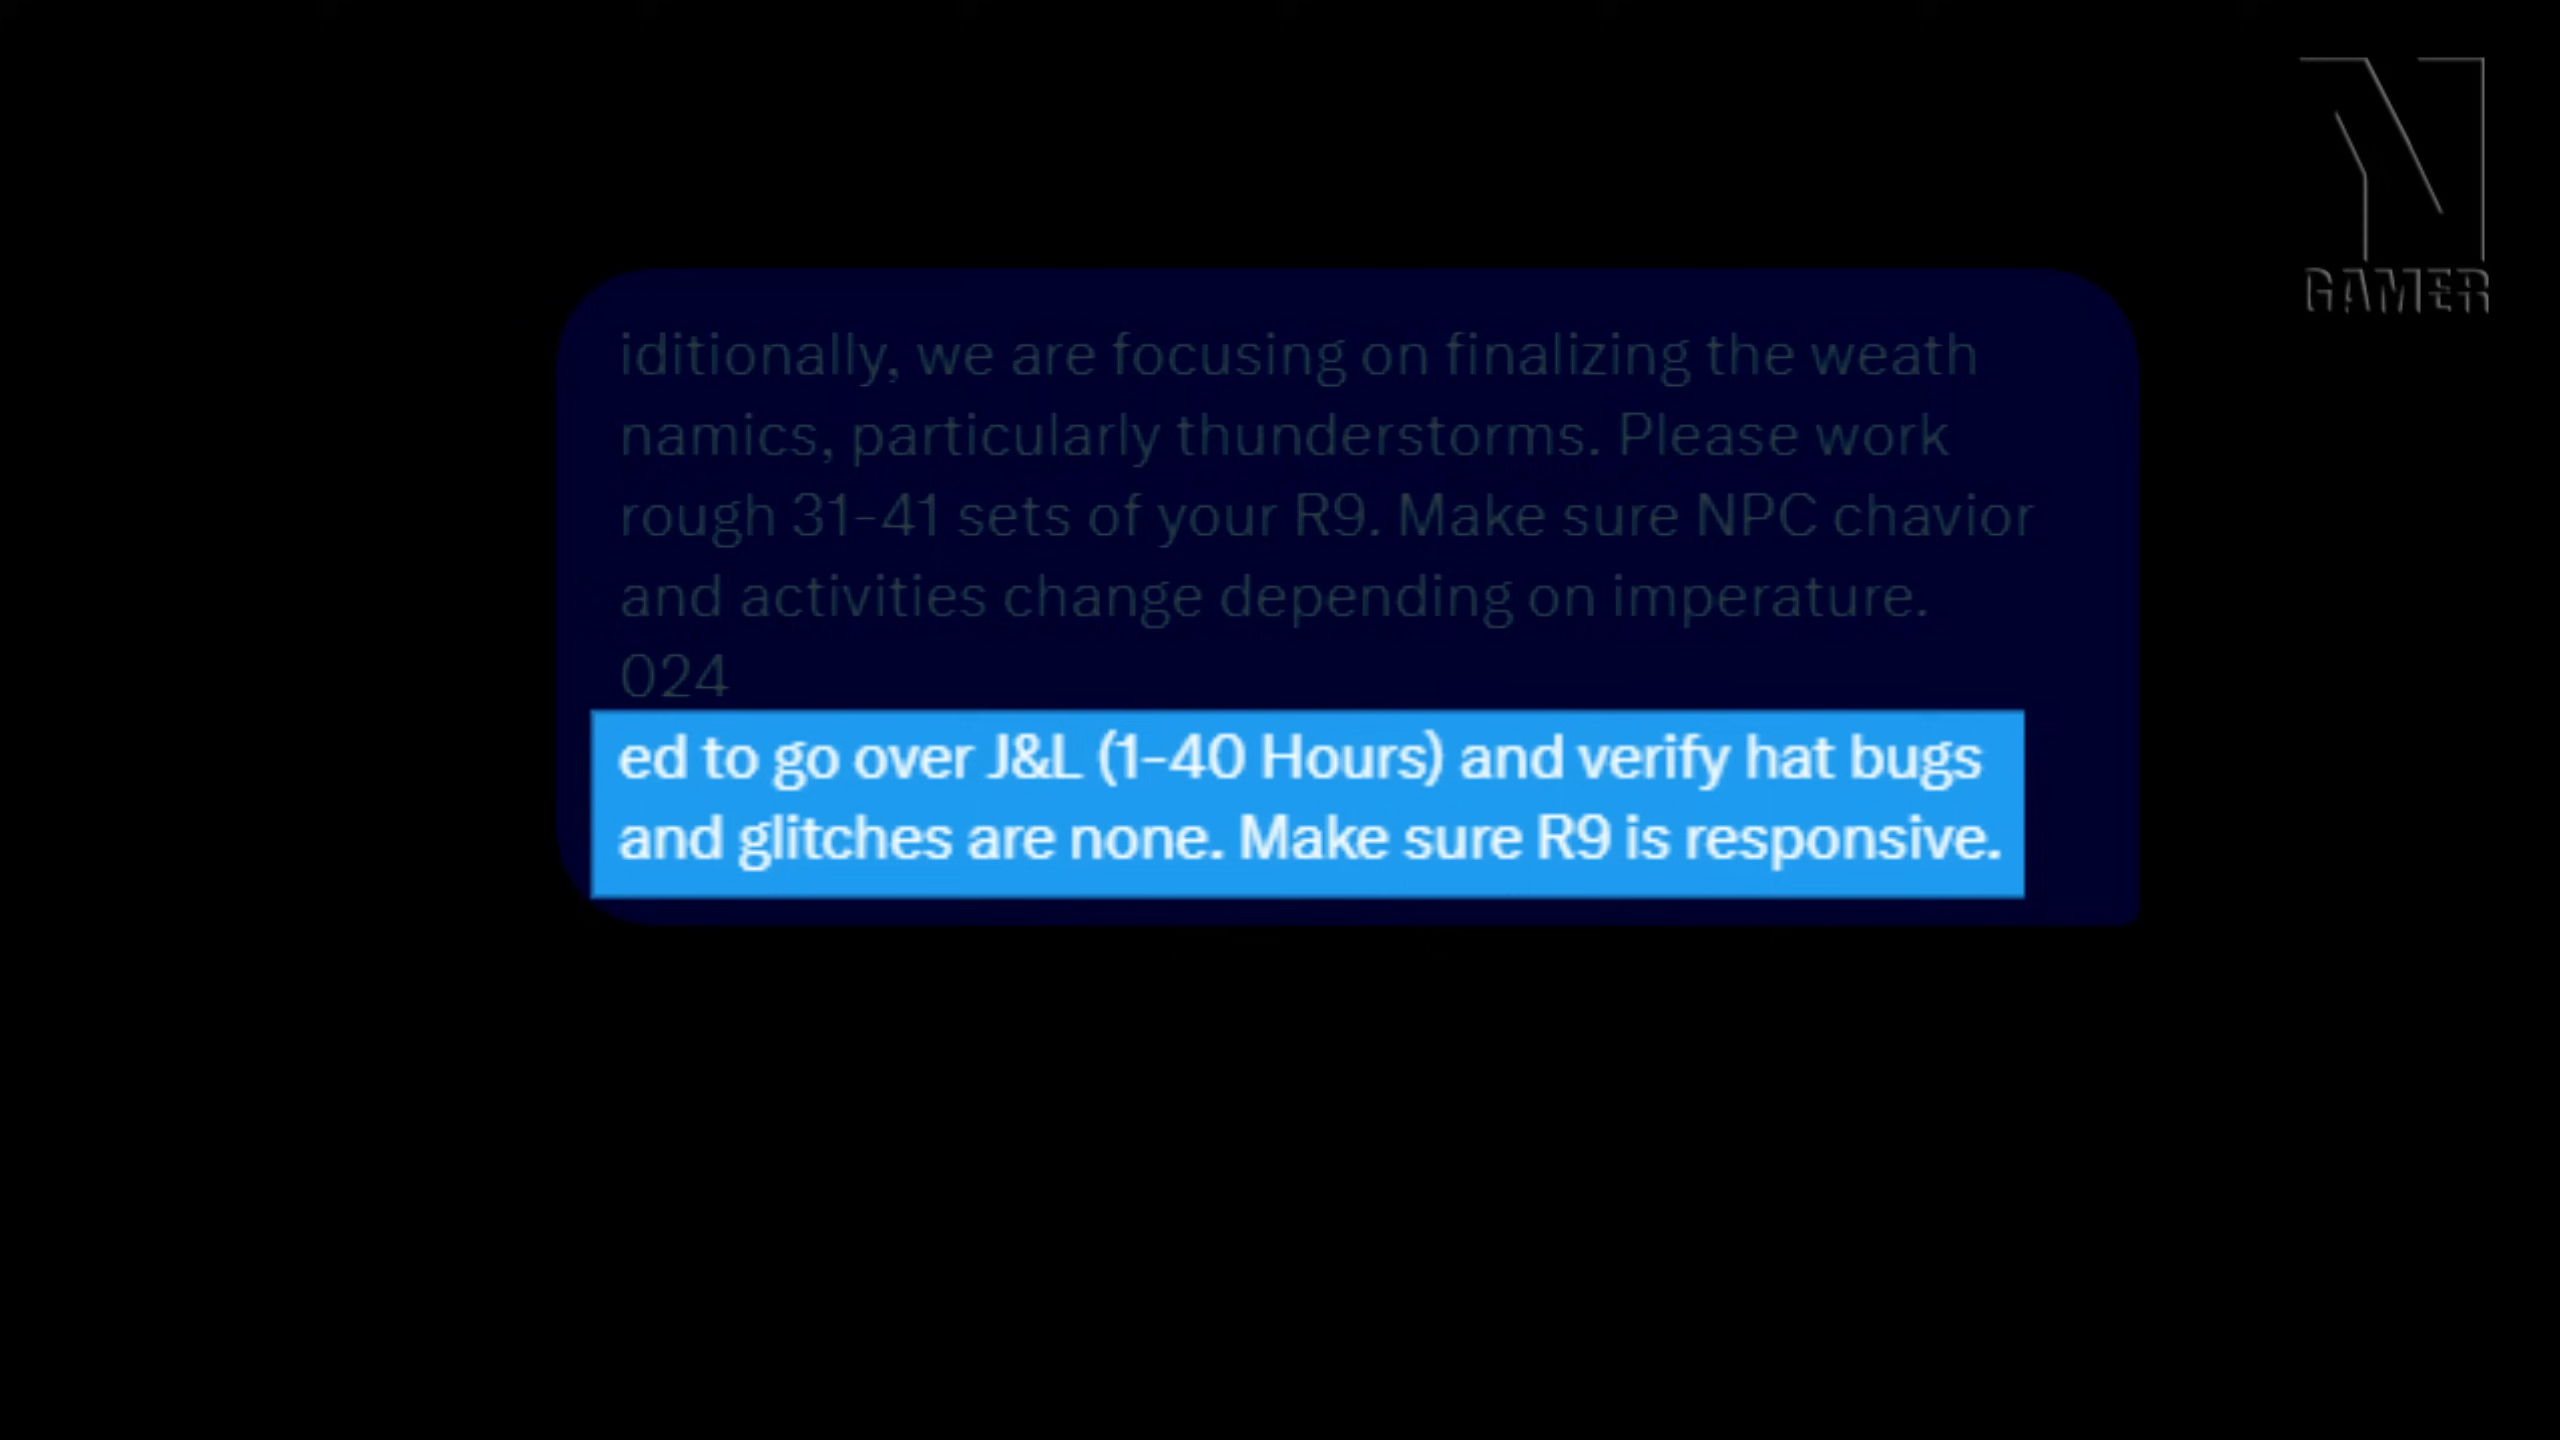 GAMER
iditionally, we are focusing on finalizing the weath
namics, particularly thunderstorms. Please work
rough 31-41 sets of your R9. Make sure NPC chavior
and activities change depending on imperature.
024
ed to go over J&L (1-40 Hours) and verify hat bugs
and glitches are none. Make sure R9 is responsive.